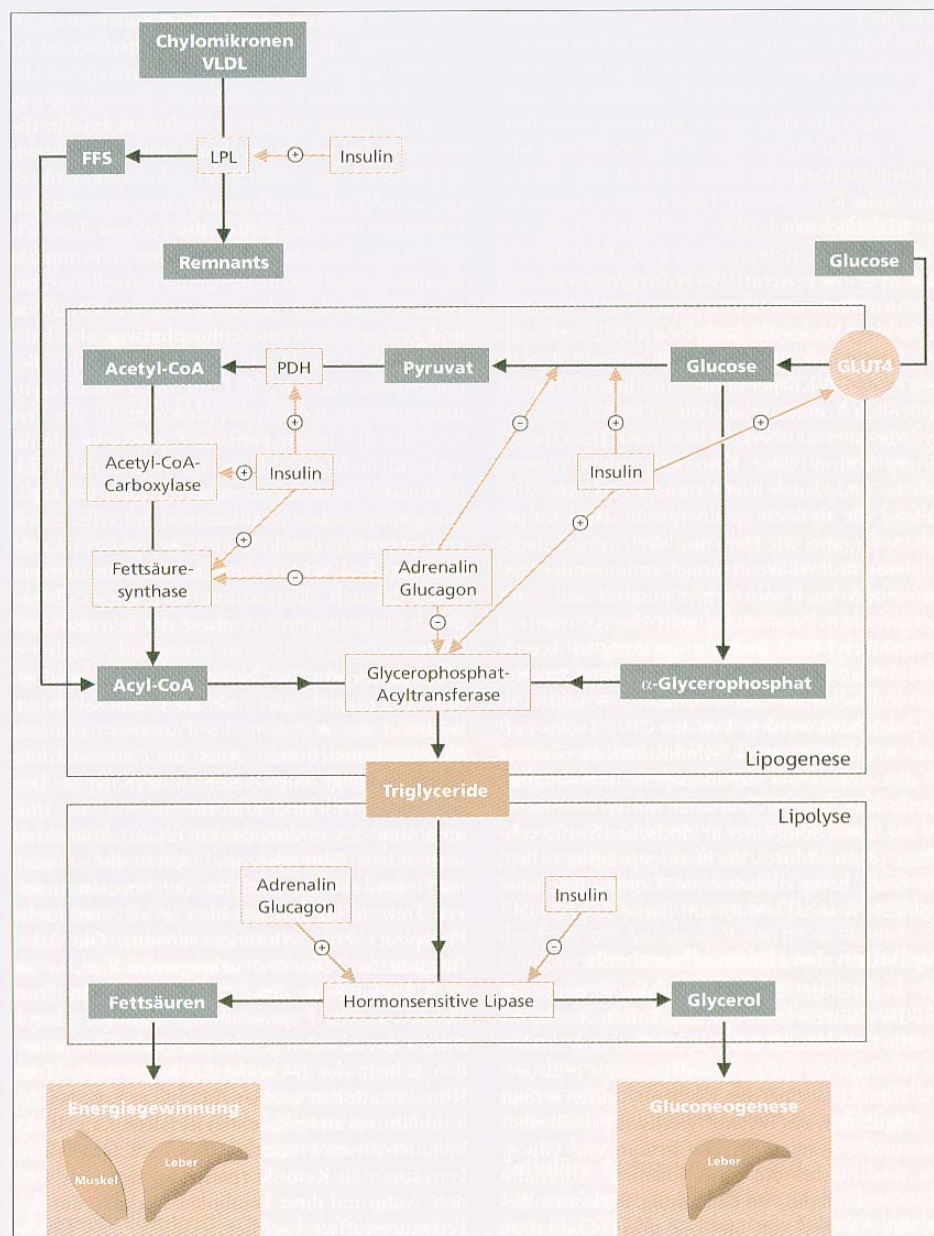 Chylomikronen
VLDL
FFS
LPL
+
Insulin
Remnants
Glucose
Acetyl-CoA
PDH
Pyruvat
Glucose
GLUT4
−
+
+
+
Acetyl-CoA-
Carboxylase
+
Insulin
Insulin
+
+
Fettsäure-
synthase
−
Adrenalin
Glucagon
−
Acyl-CoA
Glycerophosphat-
Acyltransferase
α-Glycerophosphat
Lipogenese
Triglyceride
Lipolyse
Adrenalin
Glucagon
Insulin
+
−
Fettsäuren
Hormonsensitive Lipase
Glycerol
Energiegewinnung
Muskel
Leber
Gluconeogenese
Leber